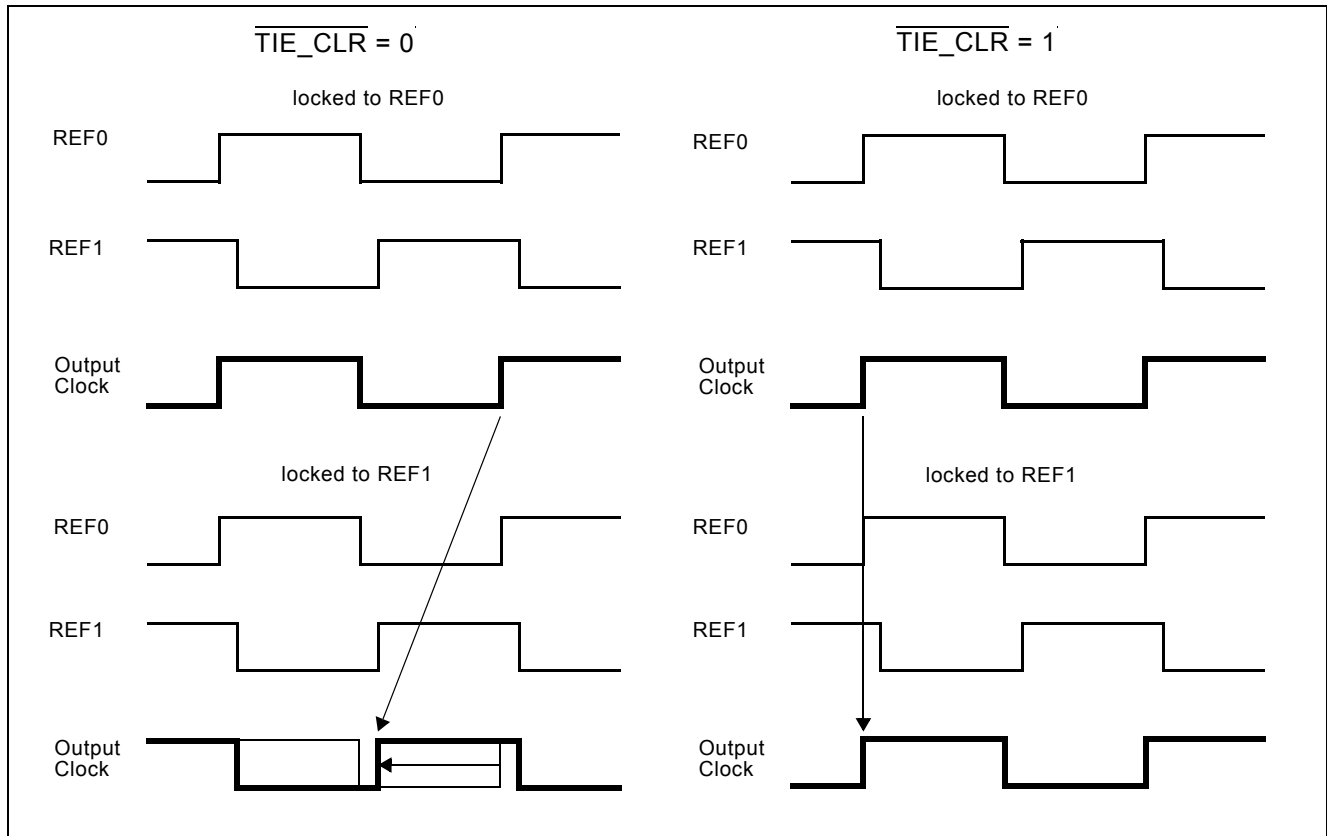 TIE_CLR = 0
locked to REF0
REF0
REF1
Output
Clock
locked to REF1
REF0
REF1
Output
Clock
TIE_CLR = 1
locked to REF0
REF0
REF1
Output
Clock
locked to REF1
REF0
REF1
Output
Clock